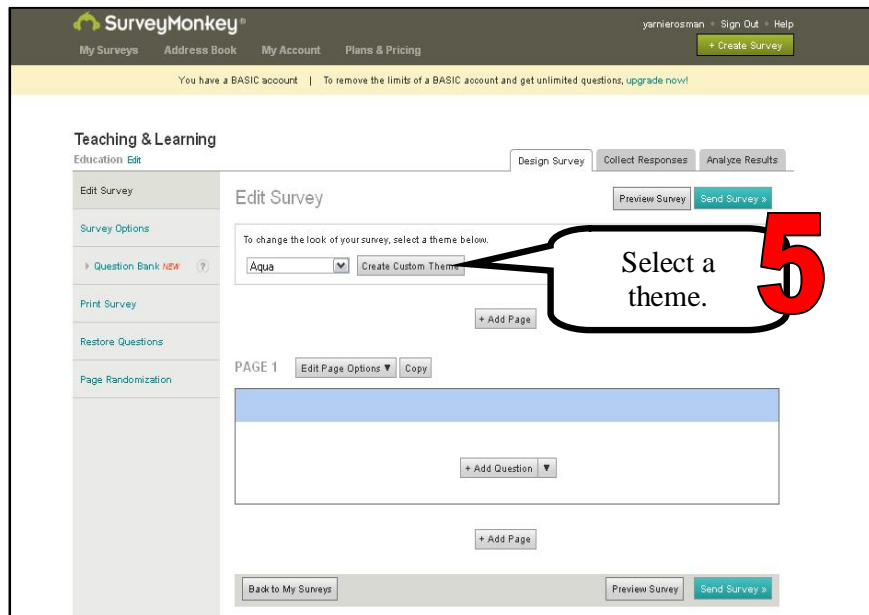 SurveyMonkey®
yarnierosman Sign Out Help
My Surveys Address Book My Account Plans & Pricing
+ Create Survey
You have a BASIC account | To remove the limits of a BASIC account and get unlimited questions, upgrade now!
Teaching & Learning
Education Edit
Design Survey Collect Responses Analyze Results
Edit Survey
Edit Survey
Preview Survey Send Survey »
Survey Options
To change the look of your survey, select a theme below.
Question Bank NEW ?
Aqua Create Custom Theme
Select a
theme.
5
Print Survey
+ Add Page
Restore Questions
PAGE 1 Edit Page Options ▼ Copy
Page Randomization
+ Add Question ▼
+ Add Page
Back to My Surveys Preview Survey Send Survey »